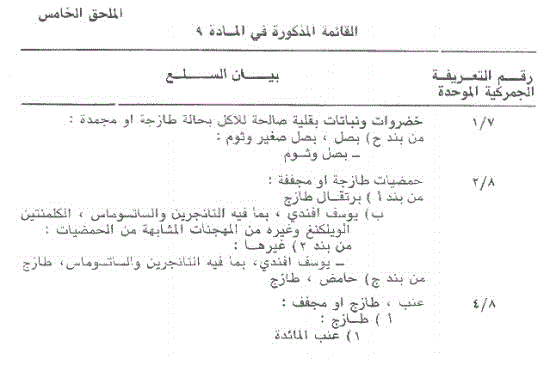 الملحق الخامس
القائمة المذكورة في المادة ٩
رقم التعريفة
الجمركية الموحدة
بيان السلع
١/٧
خضروات ونباتات بقلية صالحة للاكل بحالة طازجة او مجمدة :
من بند ح) بصل ، بصل صغير وثوم :
ـ بصل وثوم
٢/٨
حمضيات طازجة او مجففة :
من بند أ ) برتقال طازج
ب) يوسف افندي ، بما فيه التانجرين والساتسوماس ، الكلمنتين
الويلكنغ وغيره من المهجنات المشابهة من الحمضيات :
من بند ٢) غيرها :
ـ يوسف افندي، بما فيه التانجرين والساتسوماس، طازج
من بند ج) حامض ، طازج
٤/٨
عنب ، طازج او مجفف :
أ ) طازج :
١) عنب المائدة